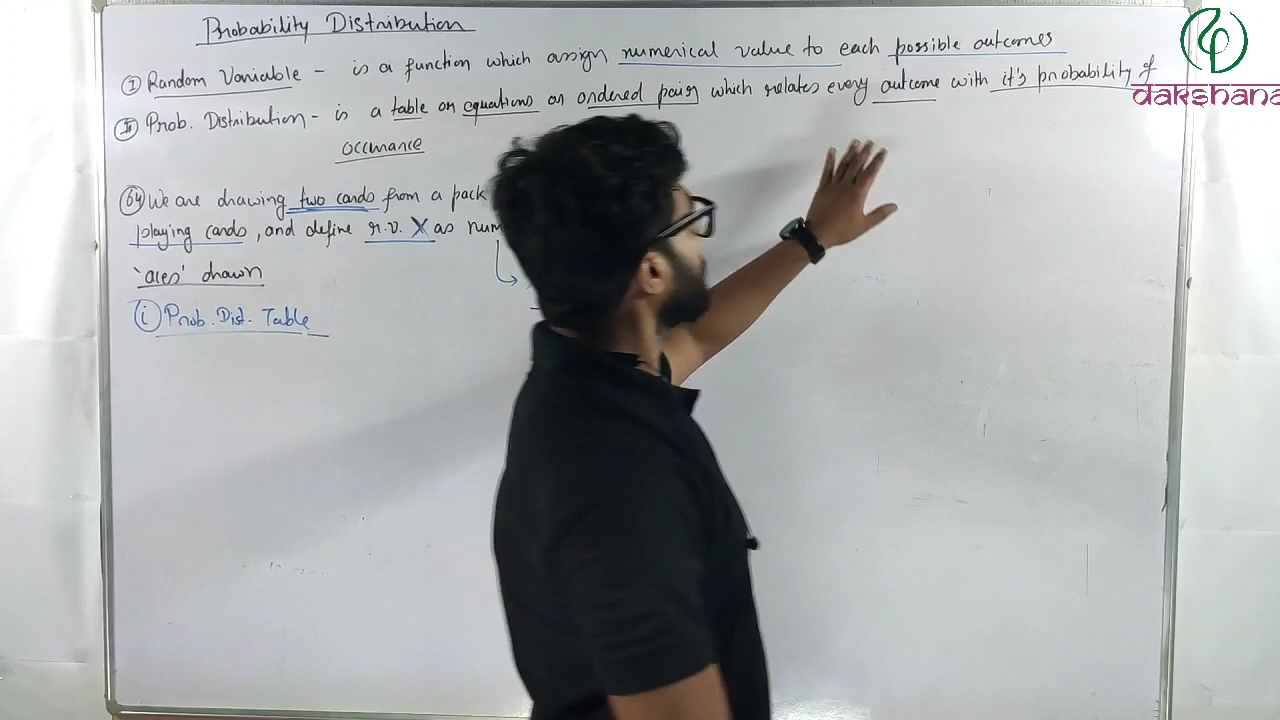 Probability Distribution
I Random Variable - is a function which assign numerical value to each possible outcomes
II Prob. Distribution - is a table or equations or ordered pairs which relates every outcome with it's probability of
occurance
dakshana
We are drawing two cards from a pack
playing cards, and define r.v. X as num
'aces' drawn
i Prob. Dist. Table